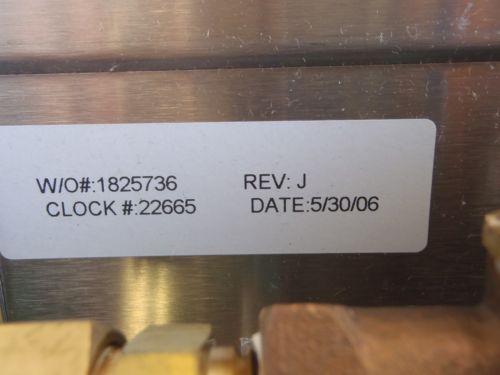 W/O#:1825736 REV: J
CLOCK #:22665 DATE:5/30/06